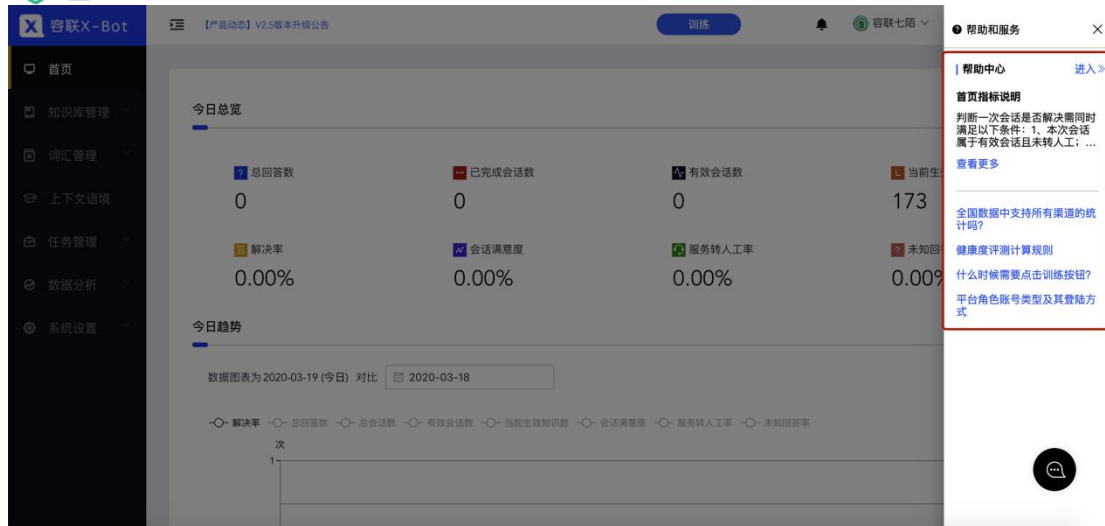 容联X-Bot
【产品动态】V2.5版本升级公告
训练
容联七陌
帮助和服务
首页
知识库管理
词汇管理
上下文语境
任务管理
数据分析
系统设置
今日总览
总回答数
已完成会话数
有效会话数
当前生
0
0
0
173
解决率
会话满意度
服务转人工率
未知回
0.00%
0.00%
0.00%
0.00%
今日趋势
数据图表为 2020-03-19 (今日) 对比
2020-03-18
解决率 总回答数 总会话数 有效会话数 当前生效知识数 会话满意度 服务转人工率 未知回答率
次
1
帮助中心
进入
首页指标说明
判断一次会话是否解决需同时
满足以下条件：1、本次会话
属于有效会话且未转人工；...
查看更多
全国数据中支持所有渠道的统
计吗?
健康度评测计算规则
什么时候需要点击训练按钮?
平台角色账号类型及其登陆方
式